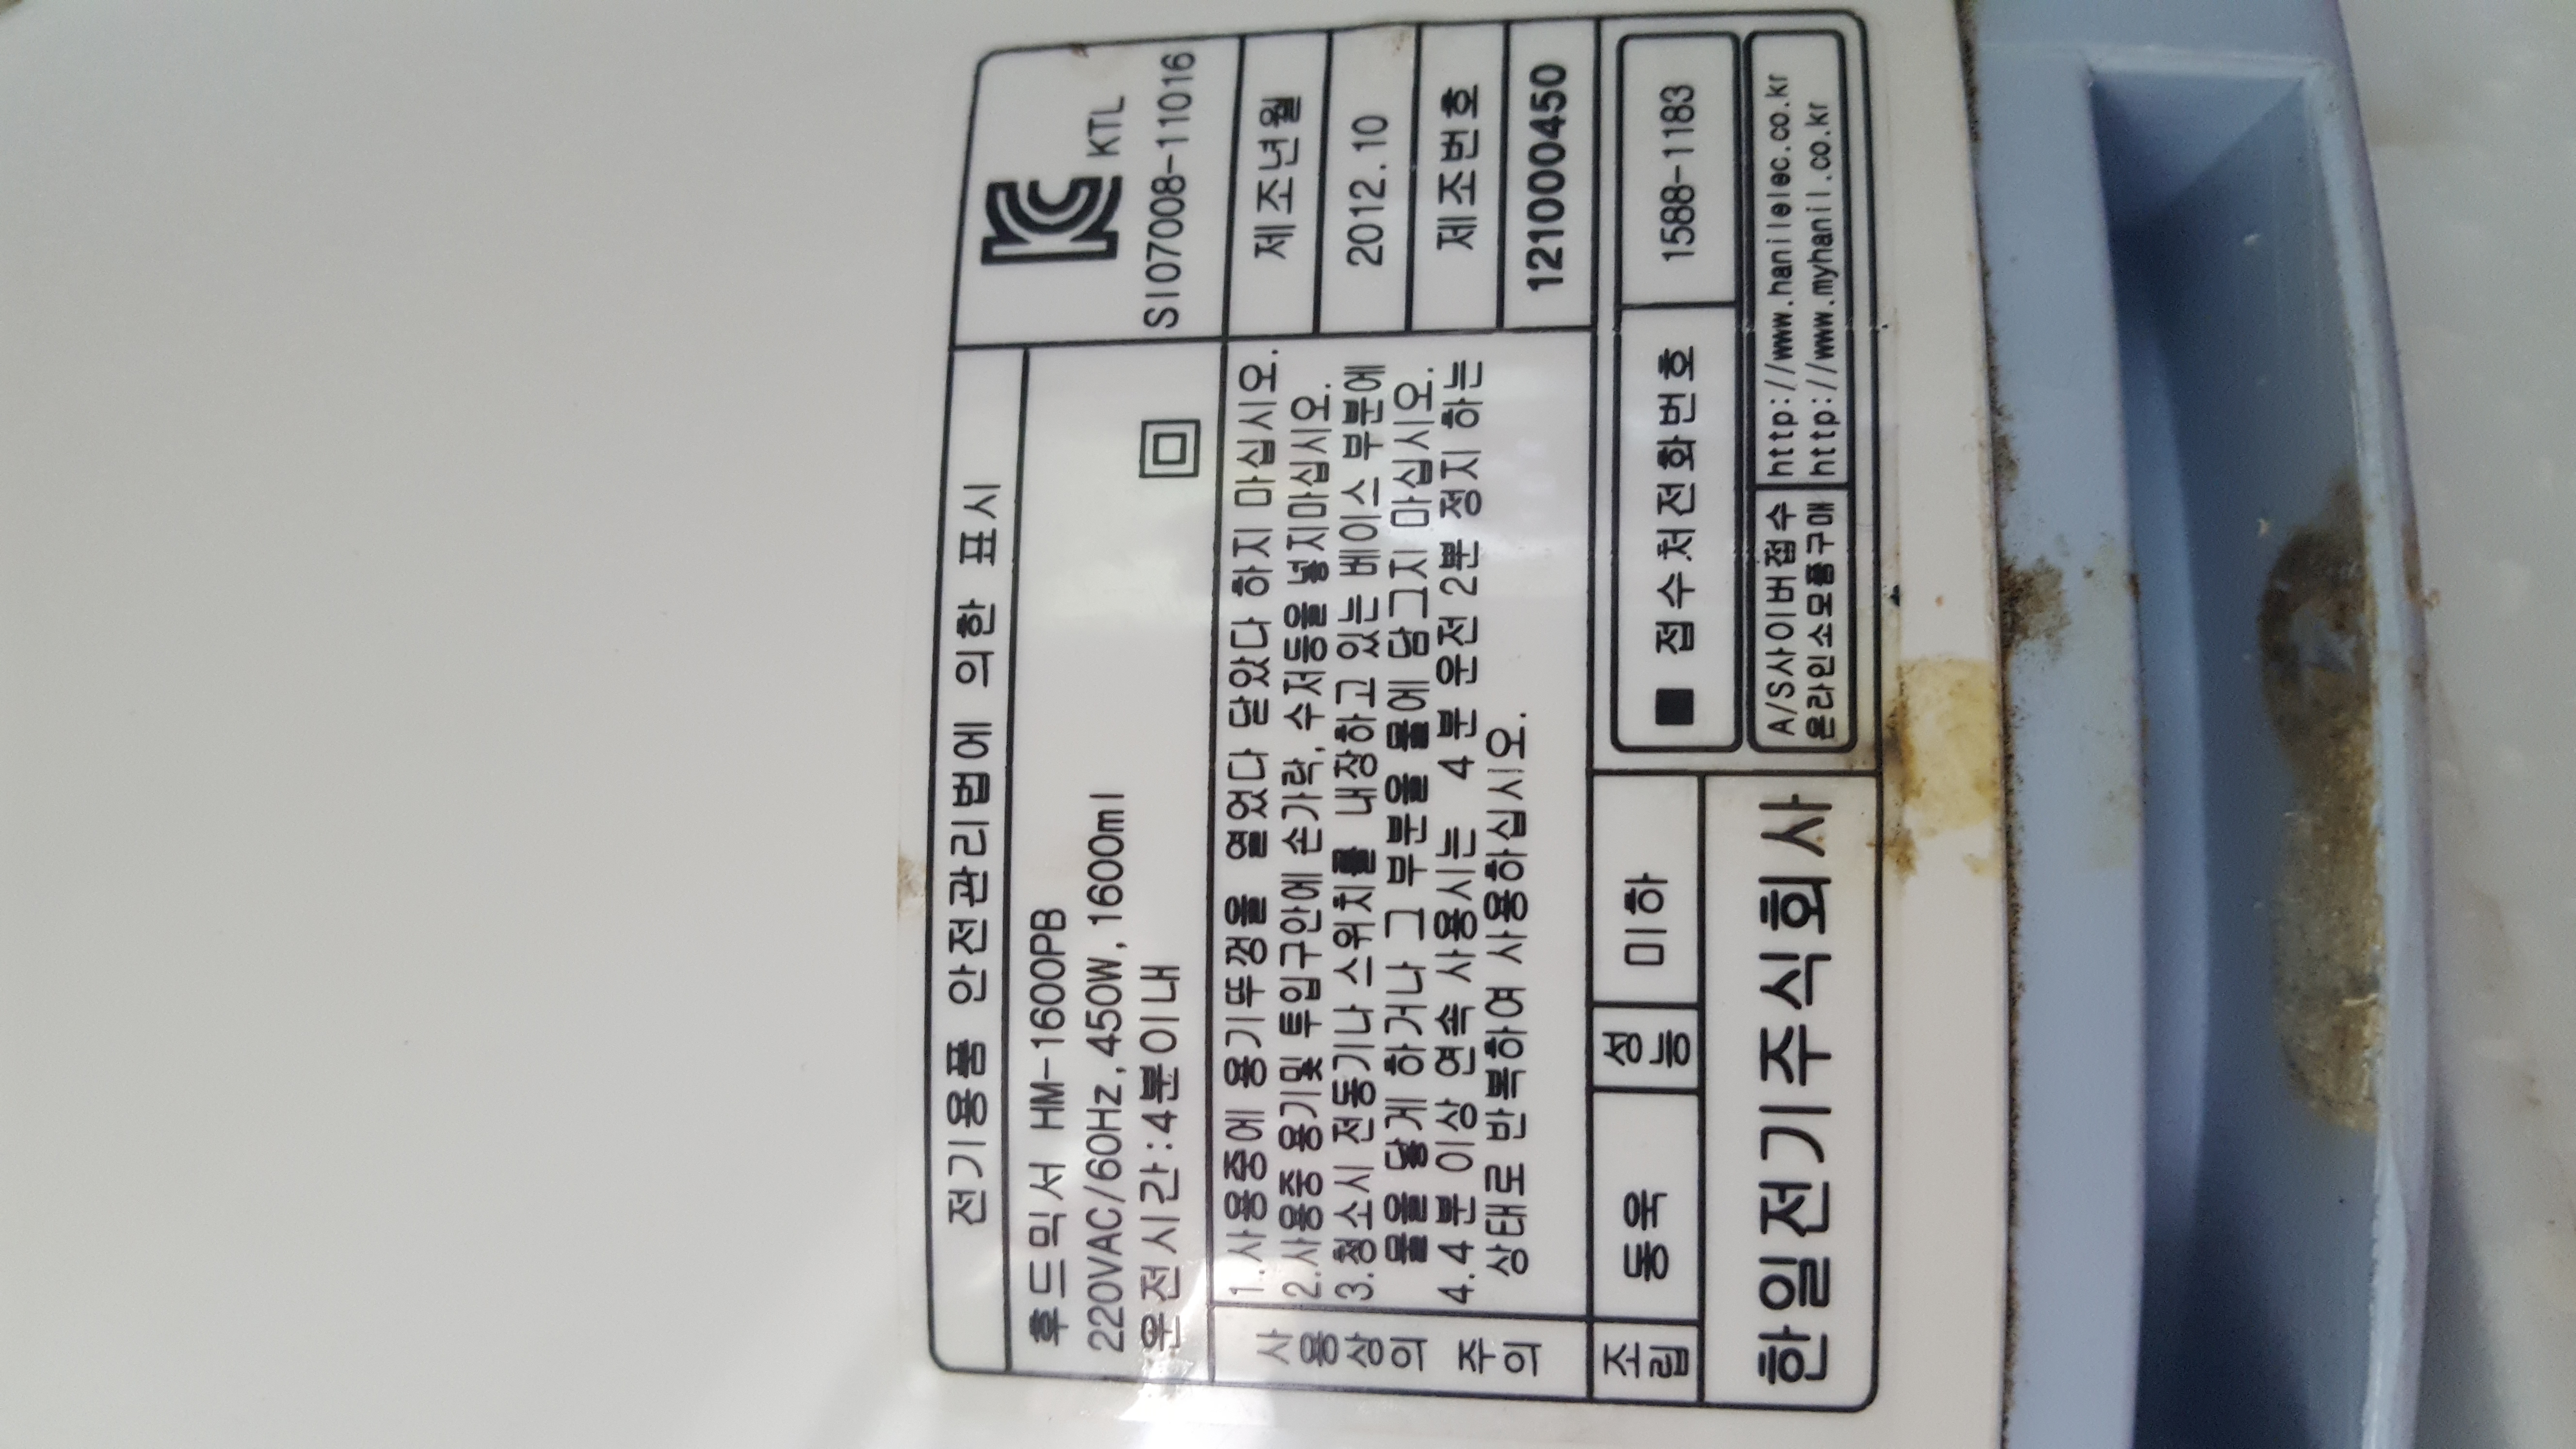 전기용품 안전관리법에 의한 표시
KTL
SI07008-11016
후드믹서 HM-1600PB
220VAC/60Hz, 450W, 1600ml
운전시간:4분이내
사용상의 주의
1.사용중에 용기뚜껑을 열었다 닫았다 하지 마십시오.
2.사용중 용기및 투입구안에 손가락, 수저등을 넣지마십시오.
3.청소시 전동기나 스위치를 내장하고 있는 베이스 부분에
물을 닿게 하거나 그 부분을 물에 담그지 마십시오.
4.4분 이상 연속 사용시는 4분 운전 2분 정지 하는
상태로 반복하여 사용하십시오.
제조년월
2012.10
제조번호
121000450
조립 동욱 성능 미하
한일전기주식회사
■ 접수처전화번호 1588-1183
A/S사이버접수 http://www.hanilelec.co.kr
온라인소모품구매 http://www.myhanil.co.kr